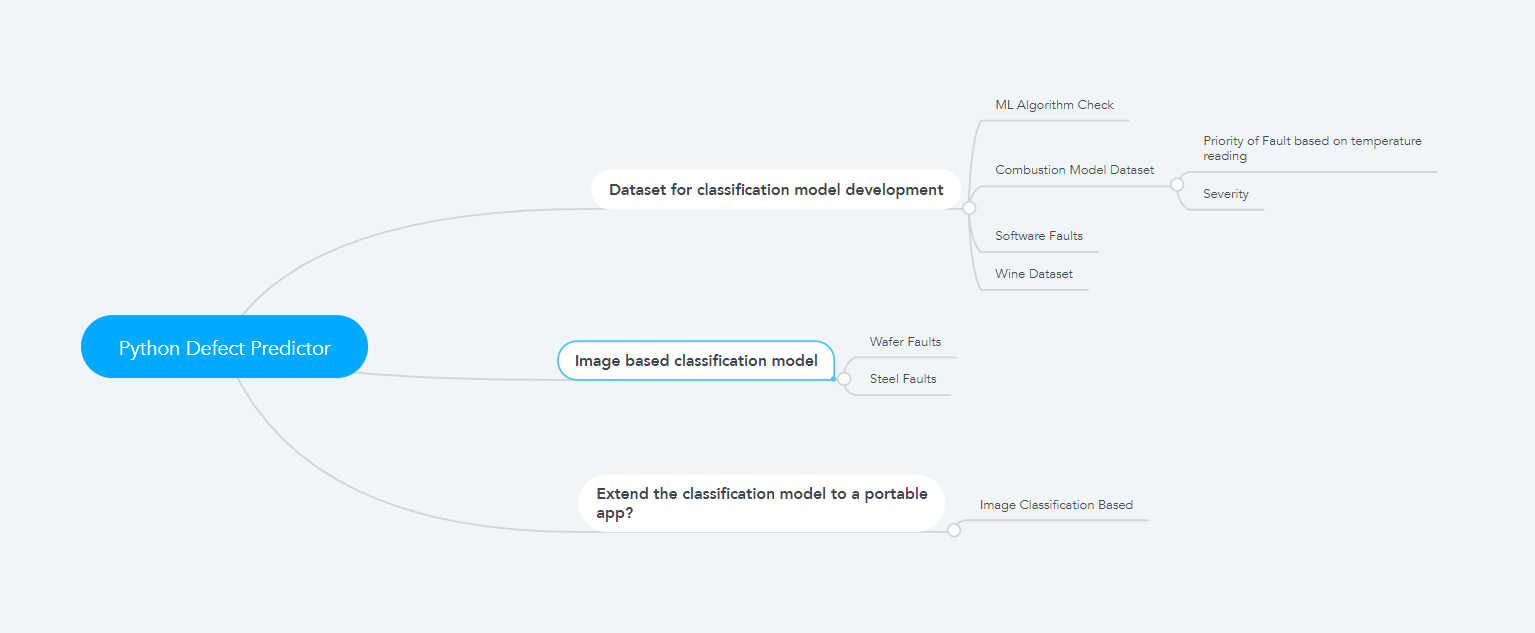 ML Algorithm Check
Priority of Fault based on temperature
reading
Combustion Model Dataset
Dataset for classification model development
Severity
Software Faults
Wine Dataset
Python Defect Predictor
Wafer Faults
Image based classification model
Steel Faults
Extend the classification model to a portable
app?
Image Classification Based